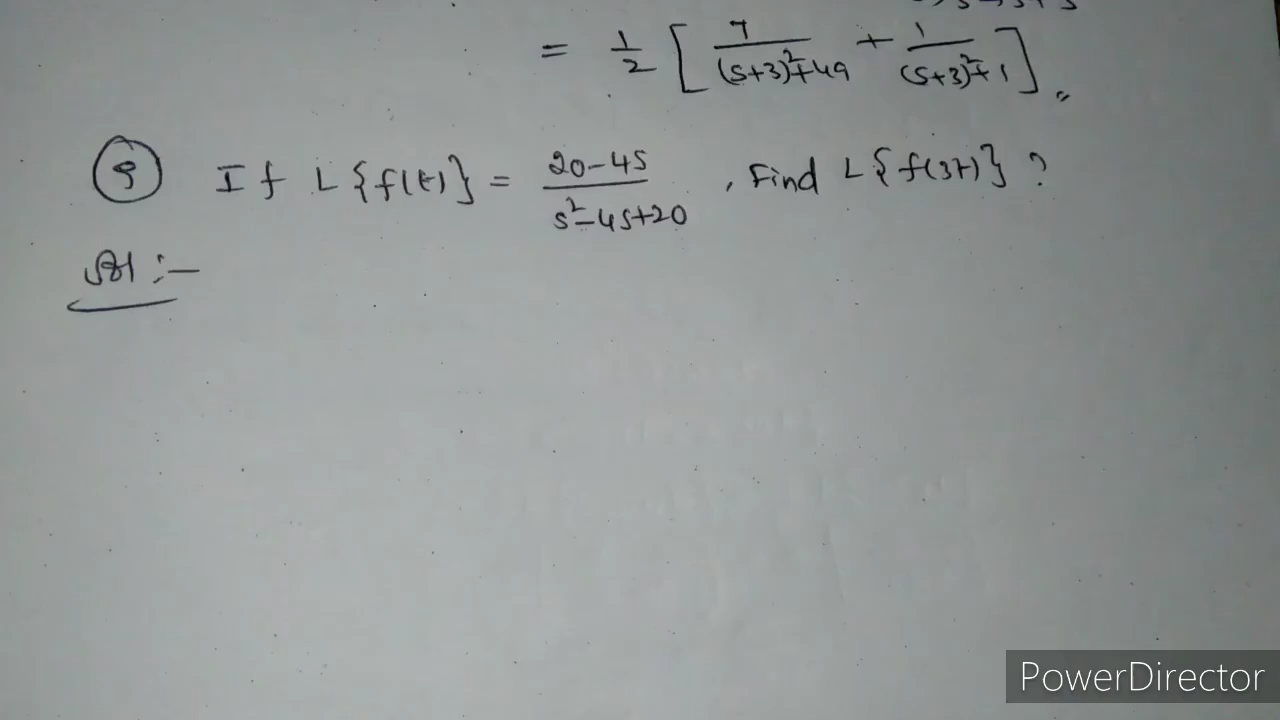 = 1/2 [ 7/((s+3)²+49) + 1/((s+3)²+1) ]
9 If L{f(t)} = (20-4s)/(s²-4s+20) , Find L{f(3t)} ?
Sol :-
PowerDirector